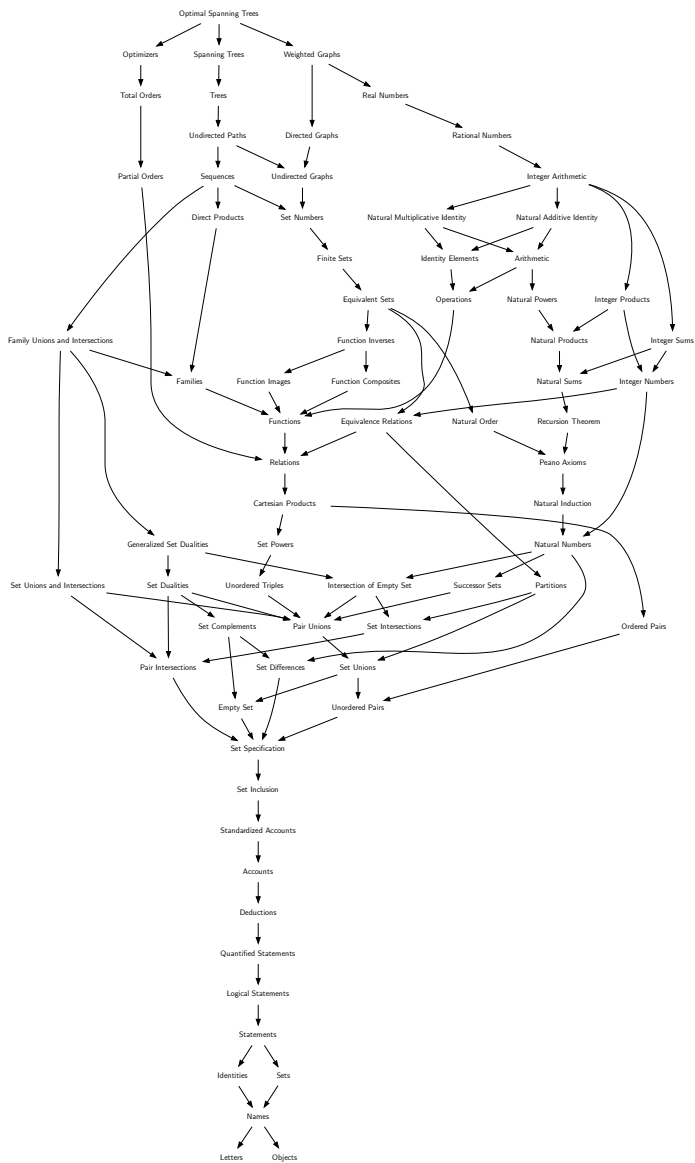 Optimal Spanning Trees
Optimizers
Spanning Trees
Weighted Graphs
Total Orders
Trees
Real Numbers
Undirected Paths
Directed Graphs
Rational Numbers
Partial Orders
Sequences
Undirected Graphs
Integer Arithmetic
Direct Products
Set Numbers
Natural Multiplicative Identity
Natural Additive Identity
Finite Sets
Identity Elements
Arithmetic
Equivalent Sets
Operations
Natural Powers
Integer Products
Family Unions and Intersections
Function Inverses
Natural Products
Integer Sums
Families
Function Images
Function Composites
Natural Sums
Integer Numbers
Functions
Equivalence Relations
Natural Order
Recursion Theorem
Relations
Peano Axioms
Cartesian Products
Natural Induction
Generalized Set Dualities
Set Powers
Natural Numbers
Set Unions and Intersections
Set Dualities
Unordered Triples
Intersection of Empty Set
Successor Sets
Partitions
Set Complements
Pair Unions
Set Intersections
Ordered Pairs
Pair Intersections
Set Differences
Set Unions
Empty Set
Unordered Pairs
Set Specification
Set Inclusion
Standardized Accounts
Accounts
Deductions
Quantified Statements
Logical Statements
Statements
Identities
Sets
Names
Letters
Objects